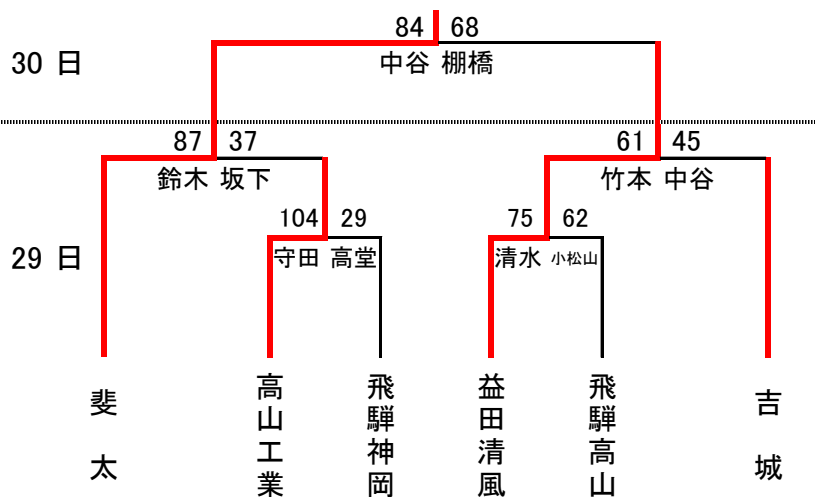 84 68
30 日
中谷 棚橋
87 37
61 45
鈴木 坂下
竹本 中谷
104 29
75 62
29 日
守田 高堂
清水 小松山
斐太
高山工業
飛騨神岡
益田清風
飛騨高山
吉城